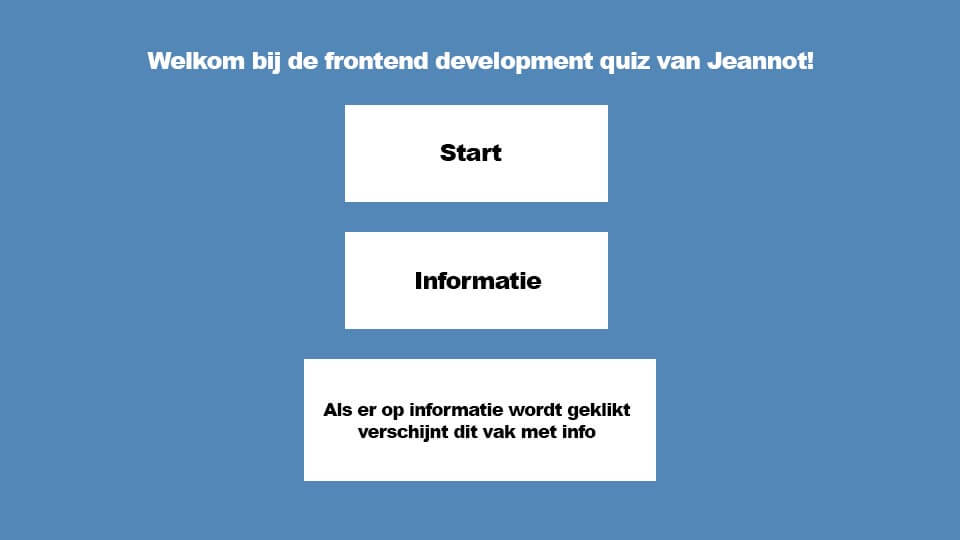 Welkom bij de frontend development quiz van Jeannot!
Start
Informatie
Als er op informatie wordt geklikt
verschijnt dit vak met info